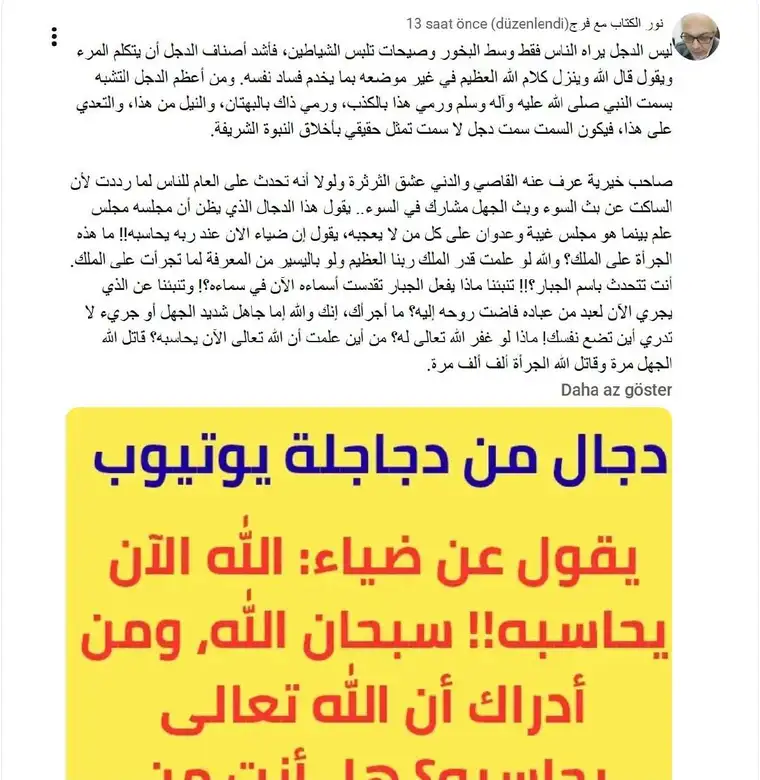 نور الكتاب مع فرج 13 saat önce (düzenlendi)
ليس الدجل يراه الناس فقط وسط البخور وصيحات تلبس الشياطين، فأشد أصناف الدجل أن يتكلم المرء
ويقول قال الله وينزل كلام الله العظيم في غير موضعه بما يخدم فساد نفسه. ومن أعظم الدجل التشبه
بسمت النبي صلى الله عليه وآله وسلم ورمي هذا بالكذب، ورمي ذاك بالبهتان، والنيل من هذا، والتعدي
على هذا، فيكون السمت سمت دجل لا سمت تمثل حقيقي بأخلاق النبوة الشريفة.
صاحب خيرية عرف عنه القاصي والدني عشق الثرثرة ولولا أنه تحدث على العام للناس لما رددت لأن
الساكت عن بث السوء وبث الجهل مشارك في السوء.. يقول هذا الدجال الذي يظن أن مجلسه مجلس
علم بينما هو مجلس غيبة وعدوان على كل من لا يعجبه، يقول إن ضياء الان عند ربه يحاسبه!! ما هذه
الجرأة على الملك؟ والله لو علمت قدر الملك ربنا العظيم ولو باليسير من المعرفة لما تجرأت على الملك.
أنت تتحدث باسم الجبار؟!! تنبئنا ماذا يفعل الجبار تقدست أسماءه الآن في سماءه؟! وتنبئنا عن الذي
يجري الآن لعبد من عباده فاضت روحه إليه؟ ما أجرأك، إنك والله إما جاهل شديد الجهل أو جريء لا
تدري أين تضع نفسك! ماذا لو غفر الله تعالى له؟ من أين علمت أن الله تعالى الآن يحاسبه؟ قاتل الله
الجهل مرة وقاتل الله الجرأة ألف ألف مرة.
Daha az göster
دجال من دجاجلة يوتيوب
يقول عن ضياء: الله الآن
يحاسبه!! سبحان الله, ومن
أدراك أن الله تعالى
يحاسبه؟ هل أنت من